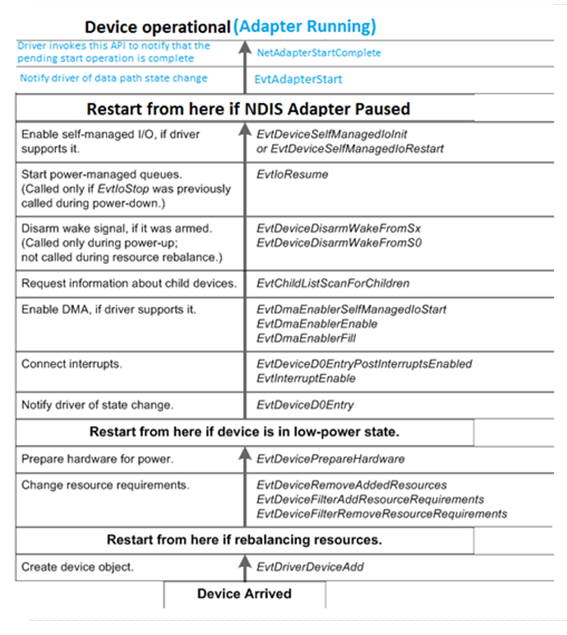 Device operational (Adapter Running)
Driver invokes this API to notify that the
pending start operation is complete
NetAdapterStartComplete
Notify driver of data path state change
EvtAdapterStart
Restart from here if NDIS Adapter Paused
Enable self-managed I/O, if driver
supports it.
EvtDeviceSelfManagedIoInit
or EvtDeviceSelfManagedIoRestart
Start power-managed queues.
(Called only if EvtIoStop was previously
called during power-down.)
EvtIoResume
Disarm wake signal, if it was armed.
(Called only during power-up;
not called during resource rebalance.)
EvtDeviceDisarmWakeFromSx
EvtDeviceDisarmWakeFromS0
Request information about child devices.
EvtChildListScanForChildren
Enable DMA, if driver supports it.
EvtDmaEnablerSelfManagedIoStart
EvtDmaEnablerEnable
EvtDmaEnablerFill
Connect interrupts.
EvtDeviceD0EntryPostInterruptsEnabled
EvtInterruptEnable
Notify driver of state change.
EvtDeviceD0Entry
Restart from here if device is in low-power state.
Prepare hardware for power.
EvtDevicePrepareHardware
Change resource requirements.
EvtDeviceRemoveAddedResources
EvtDeviceFilterAddResourceRequirements
EvtDeviceFilterRemoveResourceRequirements
Restart from here if rebalancing resources.
Create device object.
EvtDriverDeviceAdd
Device Arrived